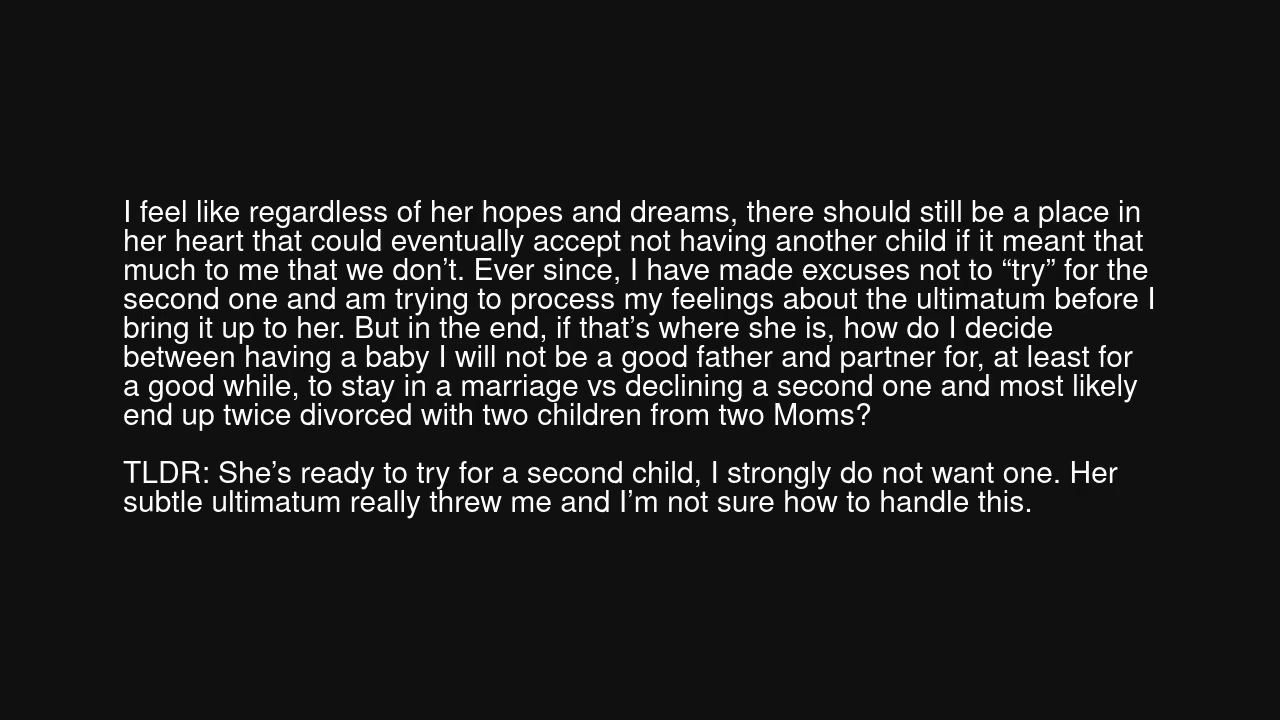 I feel like regardless of her hopes and dreams, there should still be a place in
her heart that could eventually accept not having another child if it meant that
much to me that we don’t. Ever since, I have made excuses not to “try” for the
second one and am trying to process my feelings about the ultimatum before I
bring it up to her. But in the end, if that’s where she is, how do I decide
between having a baby I will not be a good father and partner for, at least for
a good while, to stay in a marriage vs declining a second one and most likely
end up twice divorced with two children from two Moms?
TLDR: She’s ready to try for a second child, I strongly do not want one. Her
subtle ultimatum really threw me and I’m not sure how to handle this.